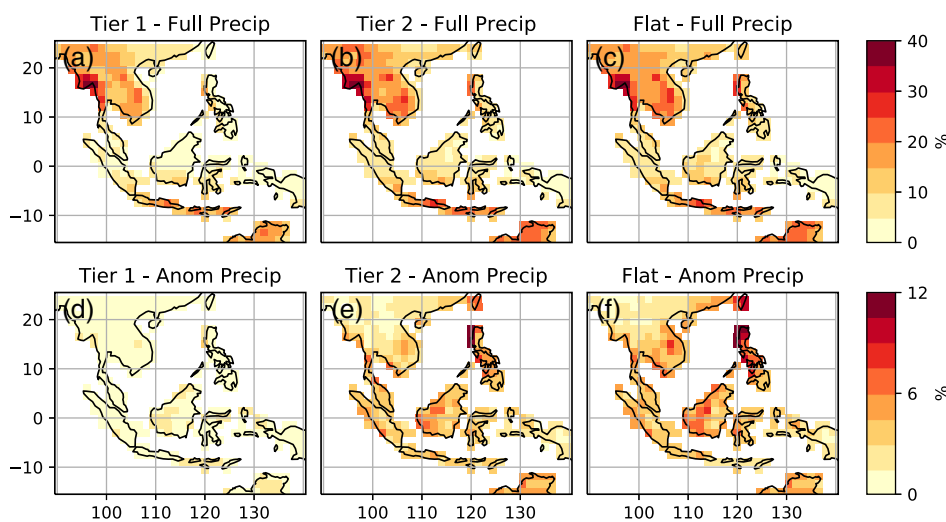 Tier 1 - Full Precip
Tier 2 - Full Precip
Flat - Full Precip
(a)
(b)
(c)
20
10
0
−10
40
30
20
10
0
%
Tier 1 - Anom Precip
Tier 2 - Anom Precip
Flat - Anom Precip
(d)
(e)
(f)
20
10
0
−10
12
6
0
%
100 110 120 130
100 110 120 130
100 110 120 130